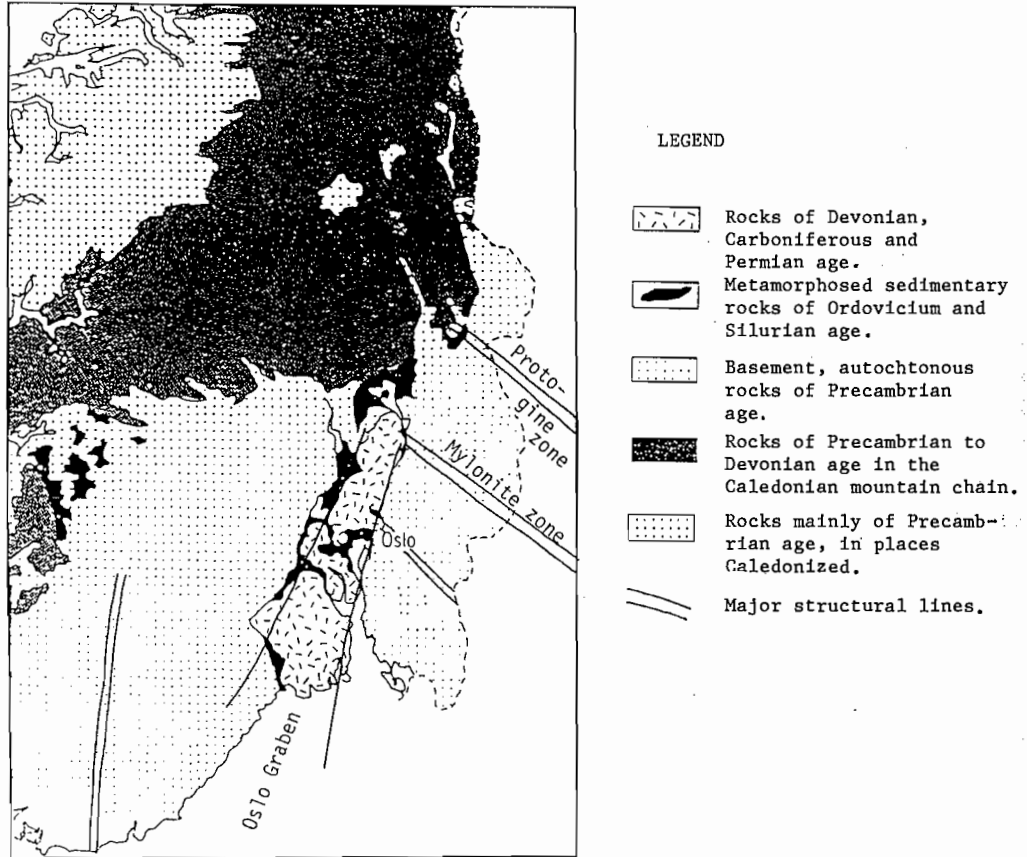 Proto-
gine
zone
Mylonite zone
Oslo
Oslo Graben
LEGEND
Rocks of Devonian,
Carboniferous and
Permian age.
Metamorphosed sedimentary
rocks of Ordovicium and
Silurian age.
Basement, autochtonous
rocks of Precambrian
age.
Rocks of Precambrian to
Devonian age in the
Caledonian mountain chain.
Rocks mainly of Precamb-
rian age, in places
Caledonized.
Major structural lines.